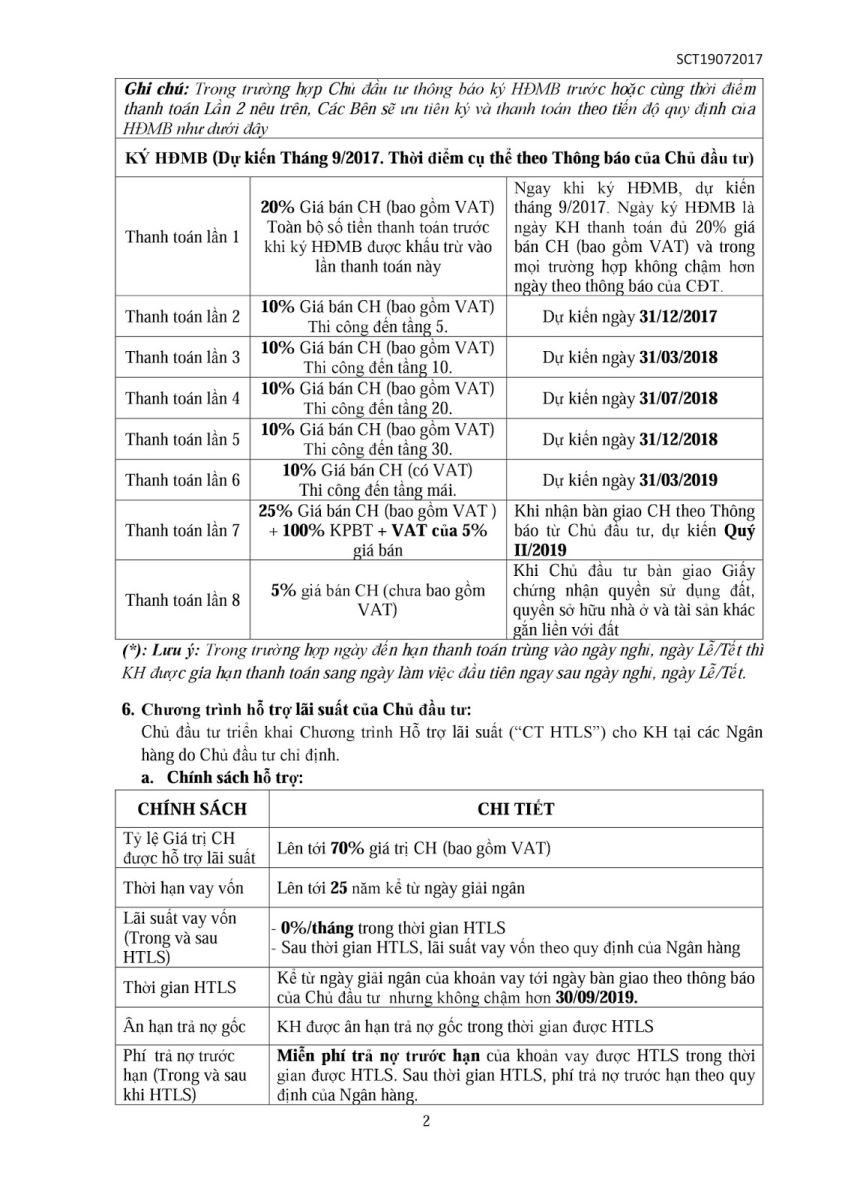 SCT19072017
Ghi chú: Trong trường hợp Chủ đầu tư thông báo ký HĐMB trước hoặc cùng thời điểm
thanh toán Lần 2 nêu trên, Các Bên sẽ ưu tiên ký và thanh toán theo tiến độ quy định của
HĐMB như dưới đây
KÝ HĐMB (Dự kiến Tháng 9/2017. Thời điểm cụ thể theo Thông báo của Chủ đầu tư)
Thanh toán lần 1
20% Giá bán CH (bao gồm VAT)
Toàn bộ số tiền thanh toán trước
khi ký HĐMB được khấu trừ vào
lần thanh toán này
Ngay khi ký HĐMB, dự kiến
tháng 9/2017. Ngày ký HĐMB là
ngày KH thanh toán đủ 20% giá
bán CH (bao gồm VAT) và trong
mọi trường hợp không chậm hơn
ngày theo thông báo của CĐT.
Thanh toán lần 2
10% Giá bán CH (bao gồm VAT)
Thi công đến tầng 5.
Dự kiến ngày 31/12/2017
Thanh toán lần 3
10% Giá bán CH (bao gồm VAT)
Thi công đến tầng 10.
Dự kiến ngày 31/03/2018
Thanh toán lần 4
10% Giá bán CH (bao gồm VAT)
Thi công đến tầng 20.
Dự kiến ngày 31/07/2018
Thanh toán lần 5
10% Giá bán CH (bao gồm VAT)
Thi công đến tầng 30.
Dự kiến ngày 31/12/2018
Thanh toán lần 6
10% Giá bán CH (có VAT)
Thi công đến tầng mái.
Dự kiến ngày 31/03/2019
Thanh toán lần 7
25% Giá bán CH (bao gồm VAT )
+ 100% KPBT + VAT của 5%
giá bán
Khi nhận bàn giao CH theo Thông
báo từ Chủ đầu tư, dự kiến Quý
II/2019
Thanh toán lần 8
5% giá bán CH (chưa bao gồm
VAT)
Khi Chủ đầu tư bàn giao Giấy
chứng nhận quyền sử dụng đất,
quyền sở hữu nhà ở và tài sản khác
gắn liền với đất
(*): Lưu ý: Trong trường hợp ngày đến hạn thanh toán trùng vào ngày nghỉ, ngày Lễ/Tết thì
KH được gia hạn thanh toán sang ngày làm việc đầu tiên ngay sau ngày nghỉ, ngày Lễ/Tết.
6. Chương trình hỗ trợ lãi suất của Chủ đầu tư:
Chủ đầu tư triển khai Chương trình Hỗ trợ lãi suất (“CT HTLS”) cho KH tại các Ngân
hàng do Chủ đầu tư chỉ định.
a. Chính sách hỗ trợ:
CHÍNH SÁCH
CHI TIẾT
Tỷ lệ Giá trị CH
được hỗ trợ lãi suất
Lên tới 70% giá trị CH (bao gồm VAT)
Thời hạn vay vốn
Lên tới 25 năm kể từ ngày giải ngân
Lãi suất vay vốn
(Trong và sau
HTLS)
- 0%/tháng trong thời gian HTLS
- Sau thời gian HTLS, lãi suất vay vốn theo quy định của Ngân hàng
Thời gian HTLS
Kể từ ngày giải ngân của khoản vay tới ngày bàn giao theo thông báo
của Chủ đầu tư nhưng không chậm hơn 30/09/2019.
Ân hạn trả nợ gốc
KH được ân hạn trả nợ gốc trong thời gian được HTLS
Phí trả nợ trước
hạn (Trong và sau
khi HTLS)
Miễn phí trả nợ trước hạn của khoản vay được HTLS trong thời
gian được HTLS. Sau thời gian HTLS, phí trả nợ trước hạn theo quy
định của Ngân hàng.
2